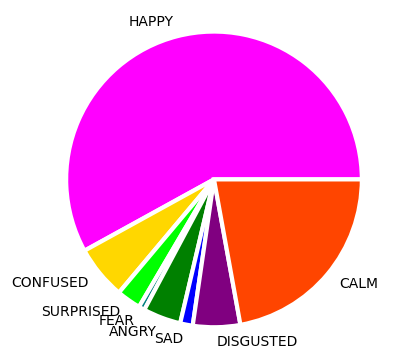 HAPPY
CONFUSED
SURPRISED
FEAR
ANGRY
SAD
DISGUSTED
CALM